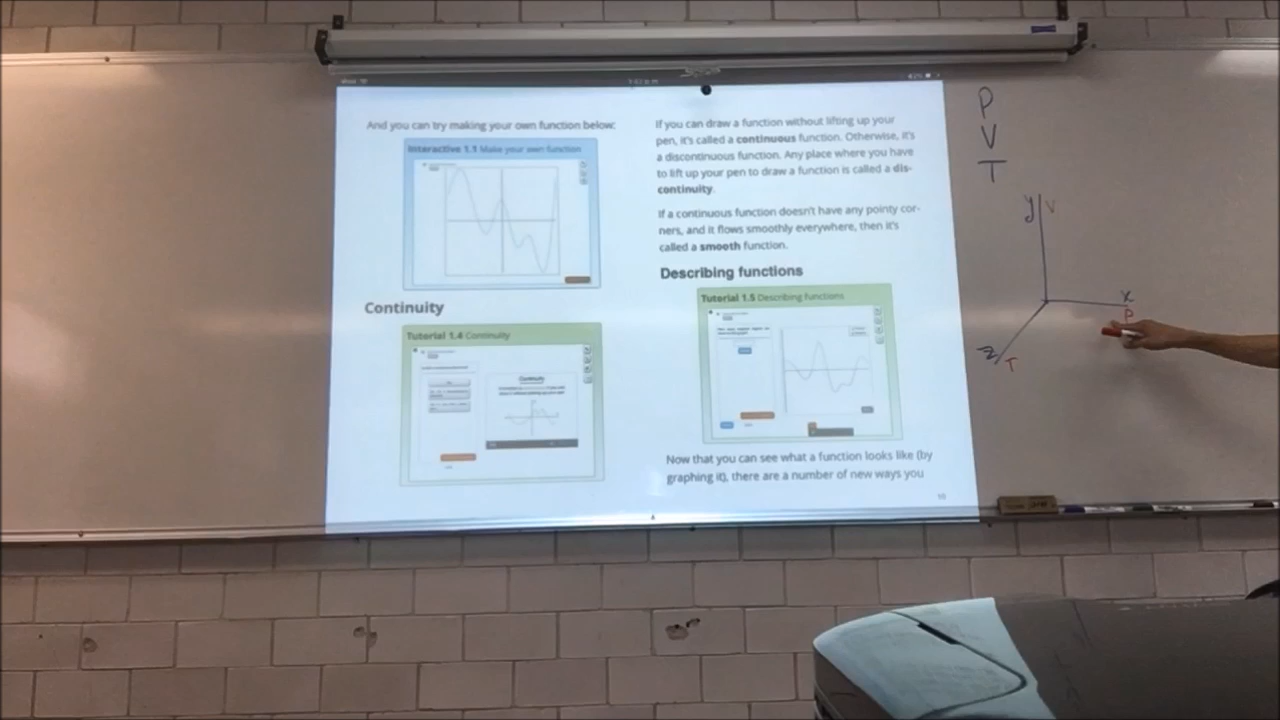 And you can try making your own function below:
Interactive 1.1 Make your own function
Continuity
Tutorial 1.4 Continuity
Continuity
If you can draw a function without lifting up your
pen, it's called a continuous function. Otherwise, it's
a discontinuous function. Any place where you have
to lift up your pen to draw a function is called a dis-
continuity.
If a continuous function doesn't have any pointy cor-
ners, and it flows smoothly everywhere, then it's
called a smooth function.
Describing functions
Tutorial 1.5 Describing functions
Now that you can see what a function looks like (by
graphing it), there are a number of new ways you
10
P
V
T
y V
x
P
z T